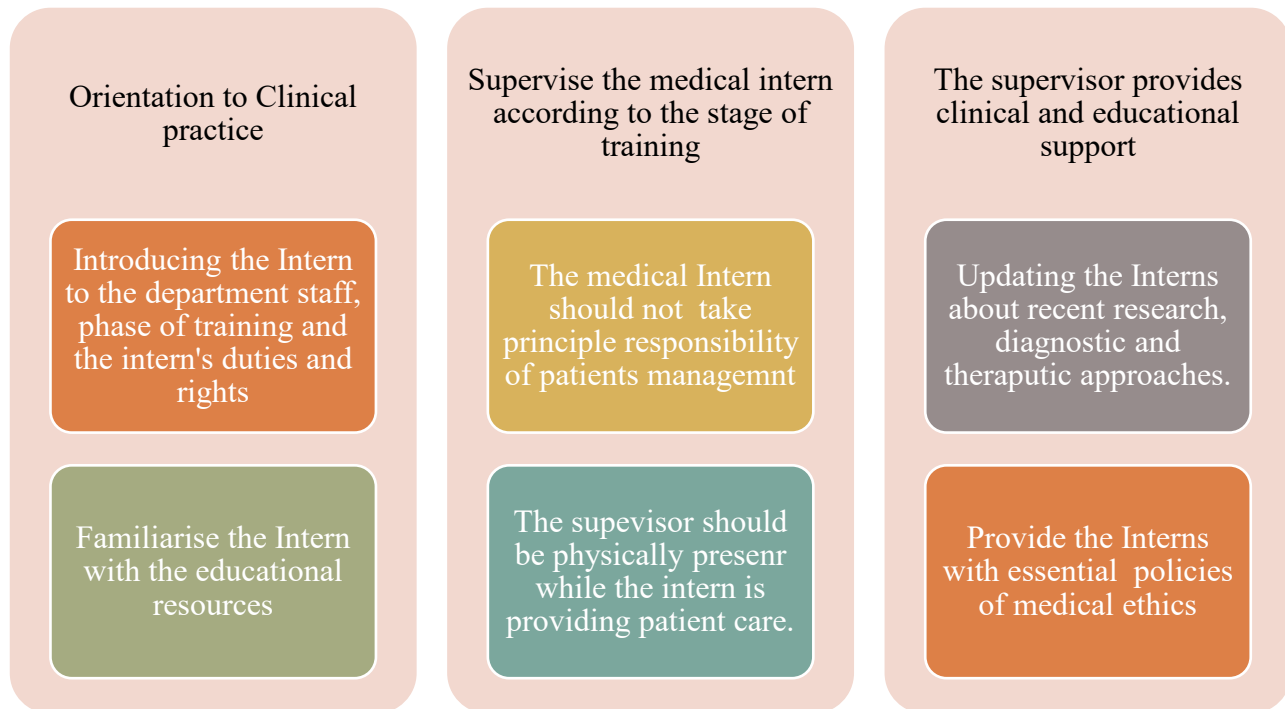 Orientation to Clinical
practice
Introducing the Intern
to the department staff,
phase of training and
the intern's duties and
rights
Familiarise the Intern
with the educational
resources
Supervise the medical intern
according to the stage of
training
The medical Intern
should not  take
principle responsibility
of patients managemnt
The supevisor should
be physically presenr
while the intern is
providing patient care.
The supervisor provides
clinical and educational
support
Updating the Interns
about recent research,
diagnostic and
theraputic approaches.
Provide the Interns
with essential  policies
of medical ethics